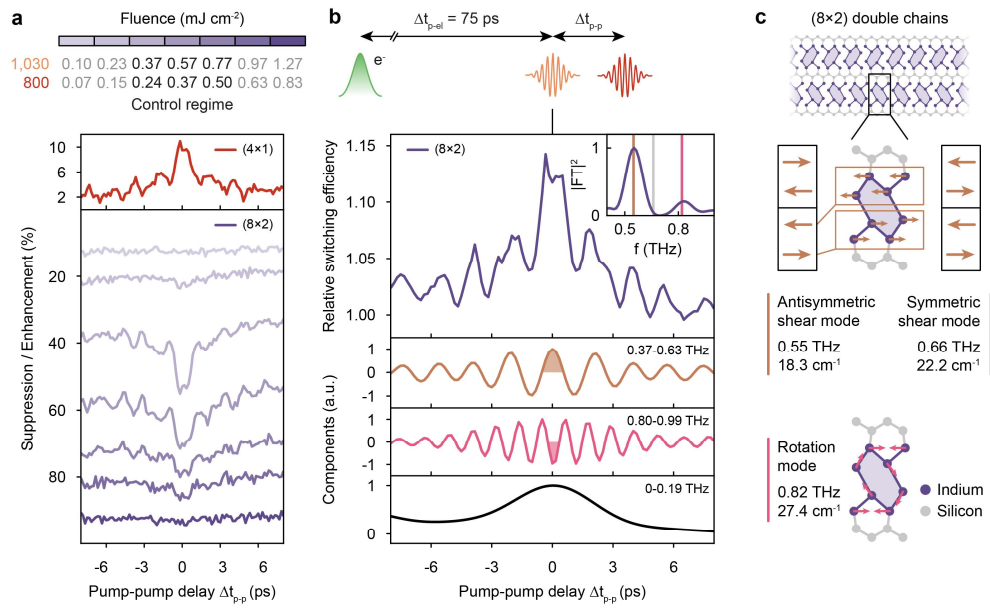 a
Fluence (mJ cm⁻²)
1,030 0.10 0.23 0.37 0.57 0.77 0.97 1.27
800 0.07 0.15 0.24 0.37 0.50 0.63 0.83
Control regime
Suppression / Enhancement (%)
10
6
2
(4×1)
(8×2)
20
40
60
80
-6 -3 0 3 6
Pump-pump delay Δtₚ₋ₚ (ps)
b
Δtₚ₋ₑₗ = 75 ps
Δtₚ₋ₚ
e⁻
Relative switching efficiency
1.15
1.10
1.05
1.00
(8×2)
|FT|²
1
0
0.5 0.8
f (THz)
Components (a.u.)
1
0
-1
0.37-0.63 THz
1
0
-1
0.80-0.99 THz
1
0
0-0.19 THz
-6 -3 0 3 6
Pump-pump delay Δtₚ₋ₚ (ps)
c
(8×2) double chains
Antisymmetric
shear mode
0.55 THz
18.3 cm⁻¹
Symmetric
shear mode
0.66 THz
22.2 cm⁻¹
Rotation
mode
0.82 THz
27.4 cm⁻¹
Indium
Silicon